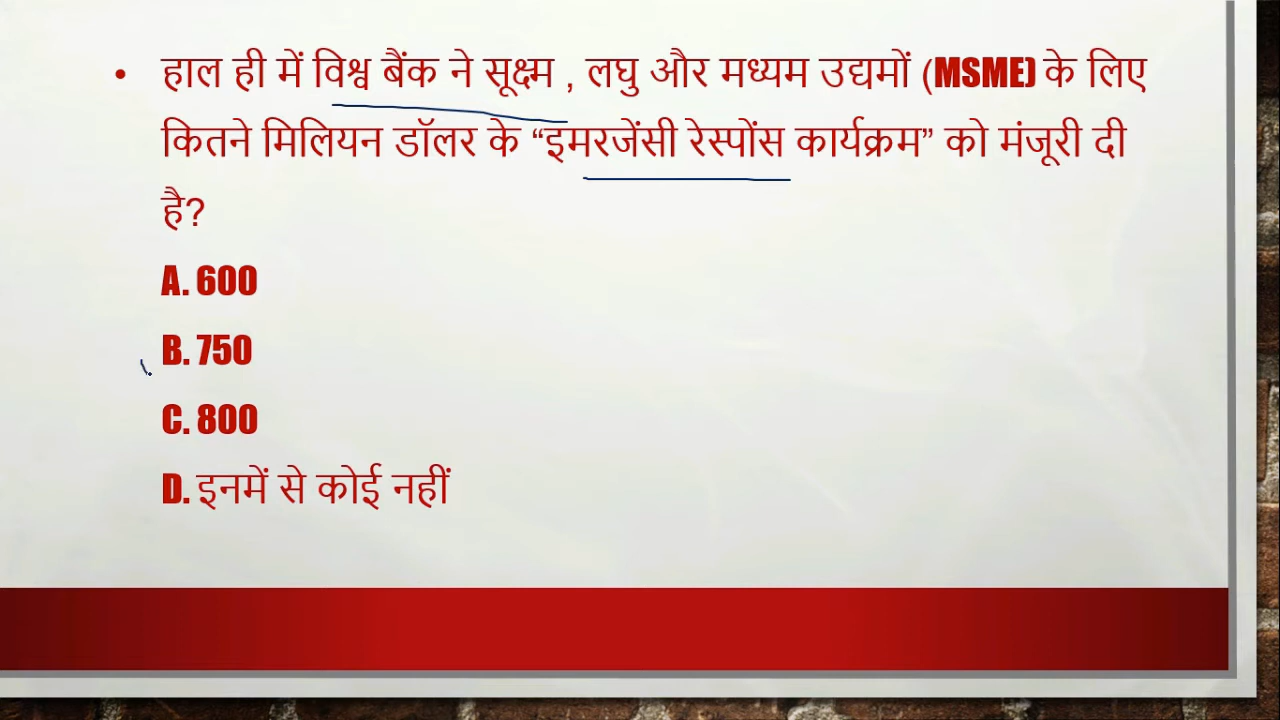 • हाल ही में विश्व बैंक ने सूक्ष्म , लघु और मध्यम उद्यमों (MSME) के लिए
कितने मिलियन डॉलर के “इमरजेंसी रेस्पोंस कार्यक्रम” को मंजूरी दी
है?
A. 600
B. 750
C. 800
D. इनमें से कोई नहीं